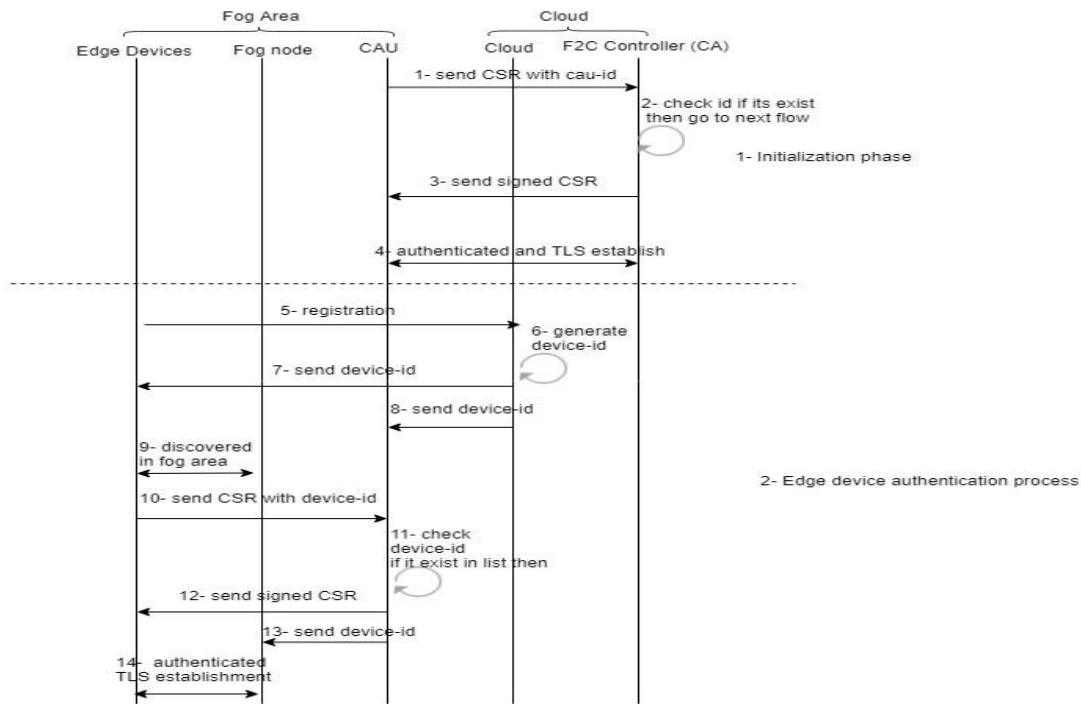 Fog Area
Cloud
Edge Devices
Fog node
CAU
Cloud
F2C Controller (CA)
1- send CSR with cau-id
2- check id if its exist
then go to next flow
1- Initialization phase
3- send signed CSR
4- authenticated and TLS establish
5- registration
6- generate
device-id
7- send device-id
8- send device-id
9- discovered
in fog area
2- Edge device authentication process
10- send CSR with device-id
11- check
device-id
if it exist in list then
12- send signed CSR
13- send device-id
14- authenticated
TLS establishment